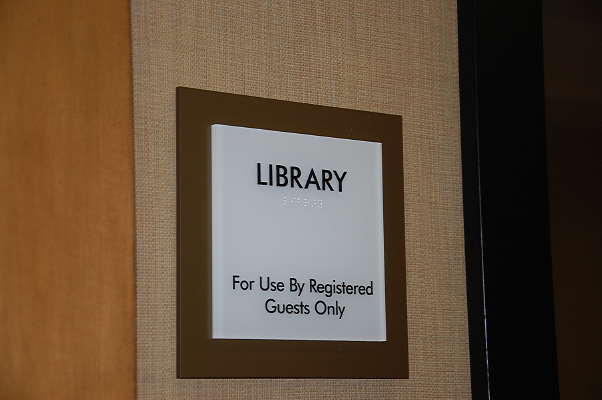 LIBRARY
For Use By Registered
Guests Only